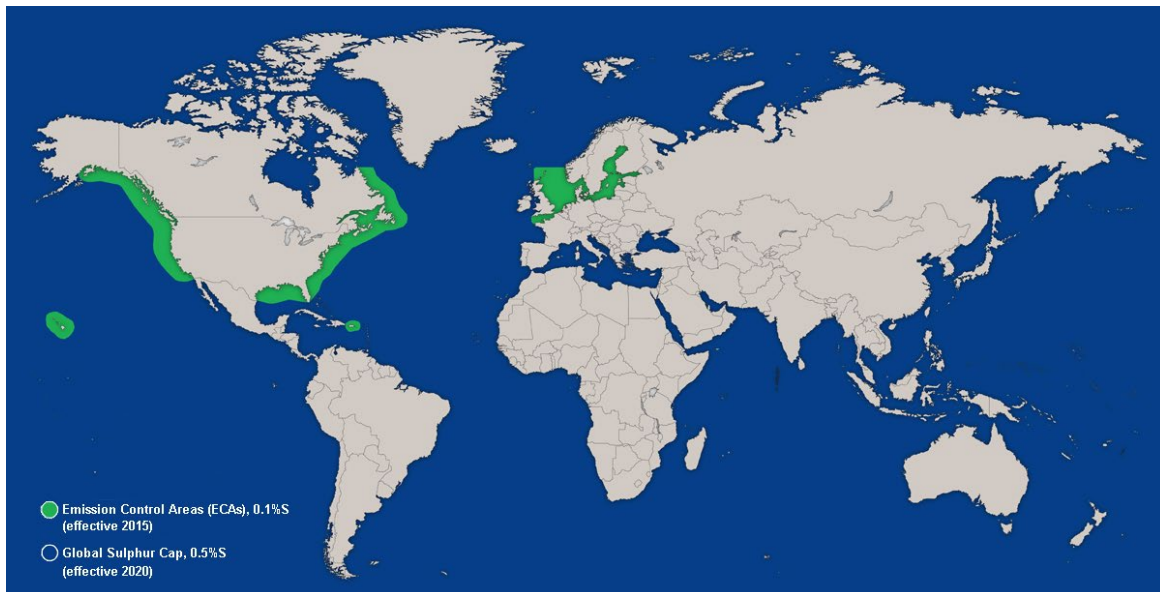 Emission Control Areas (ECAs), 0.1%S
(effective 2015)
Global Sulphur Cap, 0.5%S
(effective 2020)